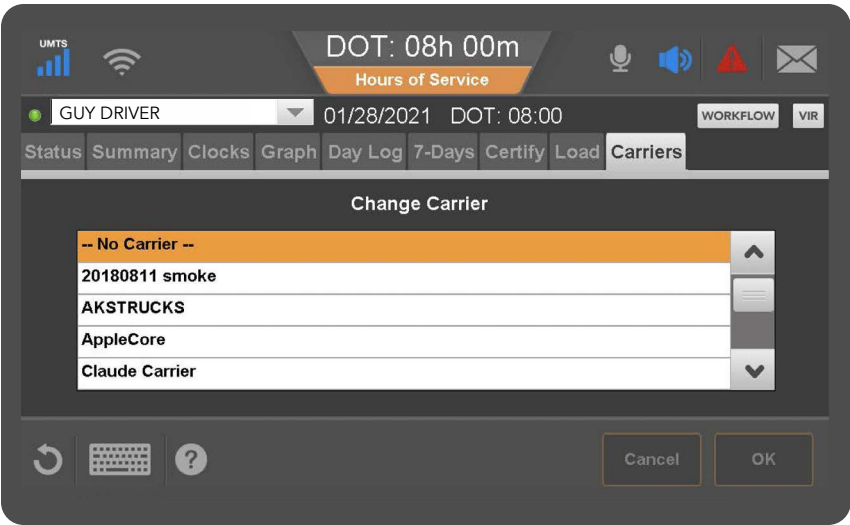 UMTS
DOT: 08h 00m
Hours of Service
GUY DRIVER
01/28/2021 DOT: 08:00
WORKFLOW
VIR
Status Summary Clocks Graph Day Log 7-Days Certify Load Carriers
Change Carrier
-- No Carrier --
20180811 smoke
AKSTRUCKS
AppleCore
Claude Carrier
?
Cancel
OK